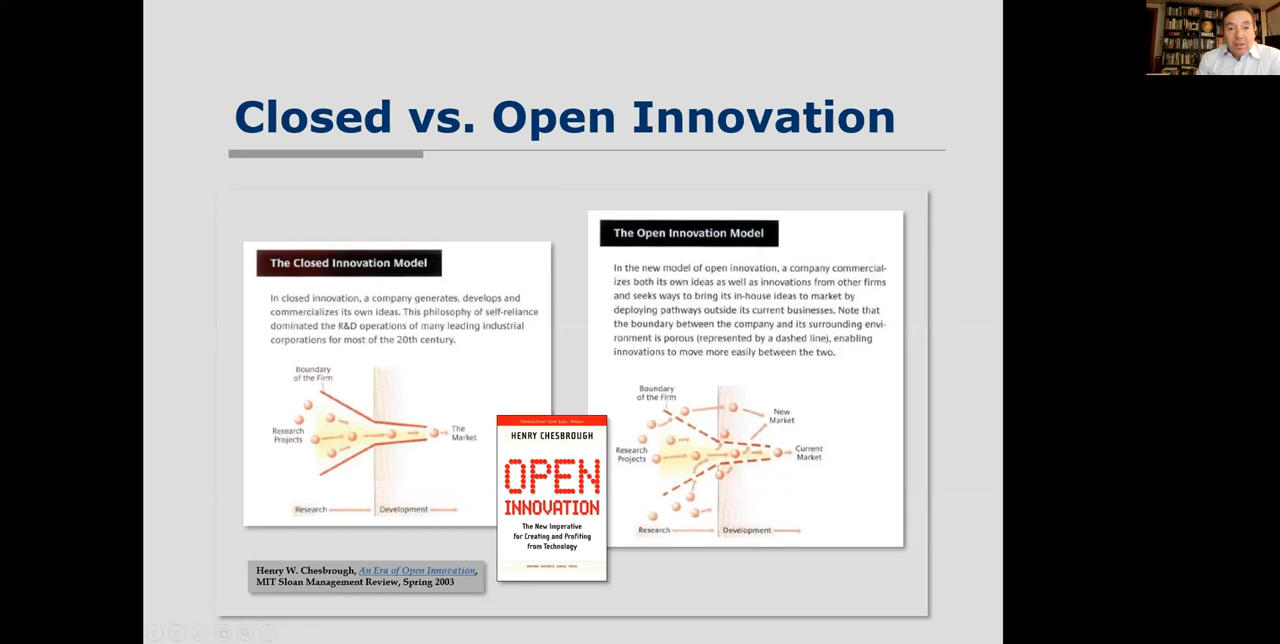 Closed vs. Open Innovation
The Closed Innovation Model
In closed innovation, a company generates, develops and
commercializes its own ideas. This philosophy of self-reliance
dominated the R&D operations of many leading industrial
corporations for most of the 20th century.
Boundary
of the Firm
Research
Projects
The
Market
Research
Development
The Open Innovation Model
In the new model of open innovation, a company commercial-
izes both its own ideas as well as innovations from other firms
and seeks ways to bring its in-house ideas to market by
deploying pathways outside its current businesses. Note that
the boundary between the company and its surrounding envi-
ronment is porous (represented by a dashed line), enabling
innovations to move more easily between the two.
Boundary
of the Firm
New
Market
Research
Projects
Current
Market
Research
Development
HENRY CHESBROUGH
OPEN
INNOVATION
The New Imperative
for Creating and Profiting
from Technology
HARVARD BUSINESS SCHOOL PRESS
Henry W. Chesbrough, An Era of Open Innovation,
MIT Sloan Management Review, Spring 2003